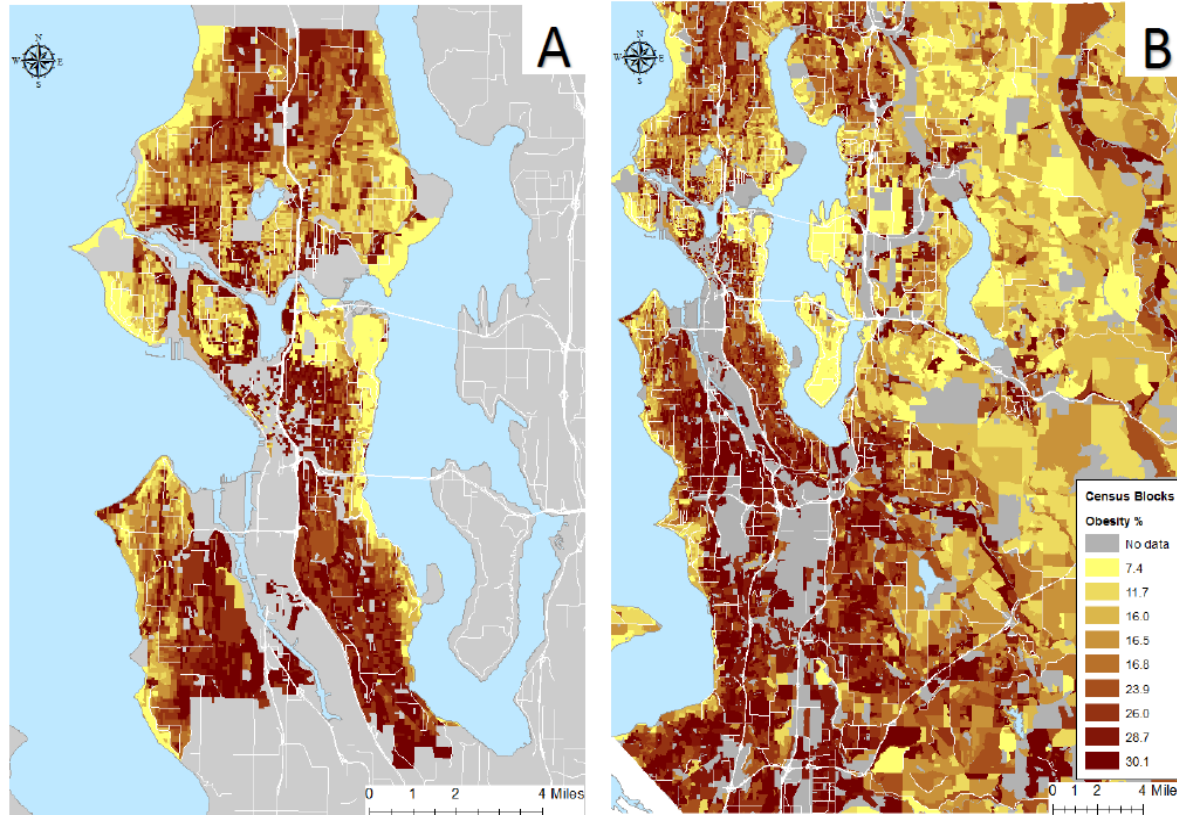 A
N
W E
S
0 1 2 4 Miles
B
N
W E
S
Census Blocks
Obesity %
No data
7.4
11.7
16.0
16.5
16.8
23.9
26.0
28.7
30.1
0 1 2 4 Miles